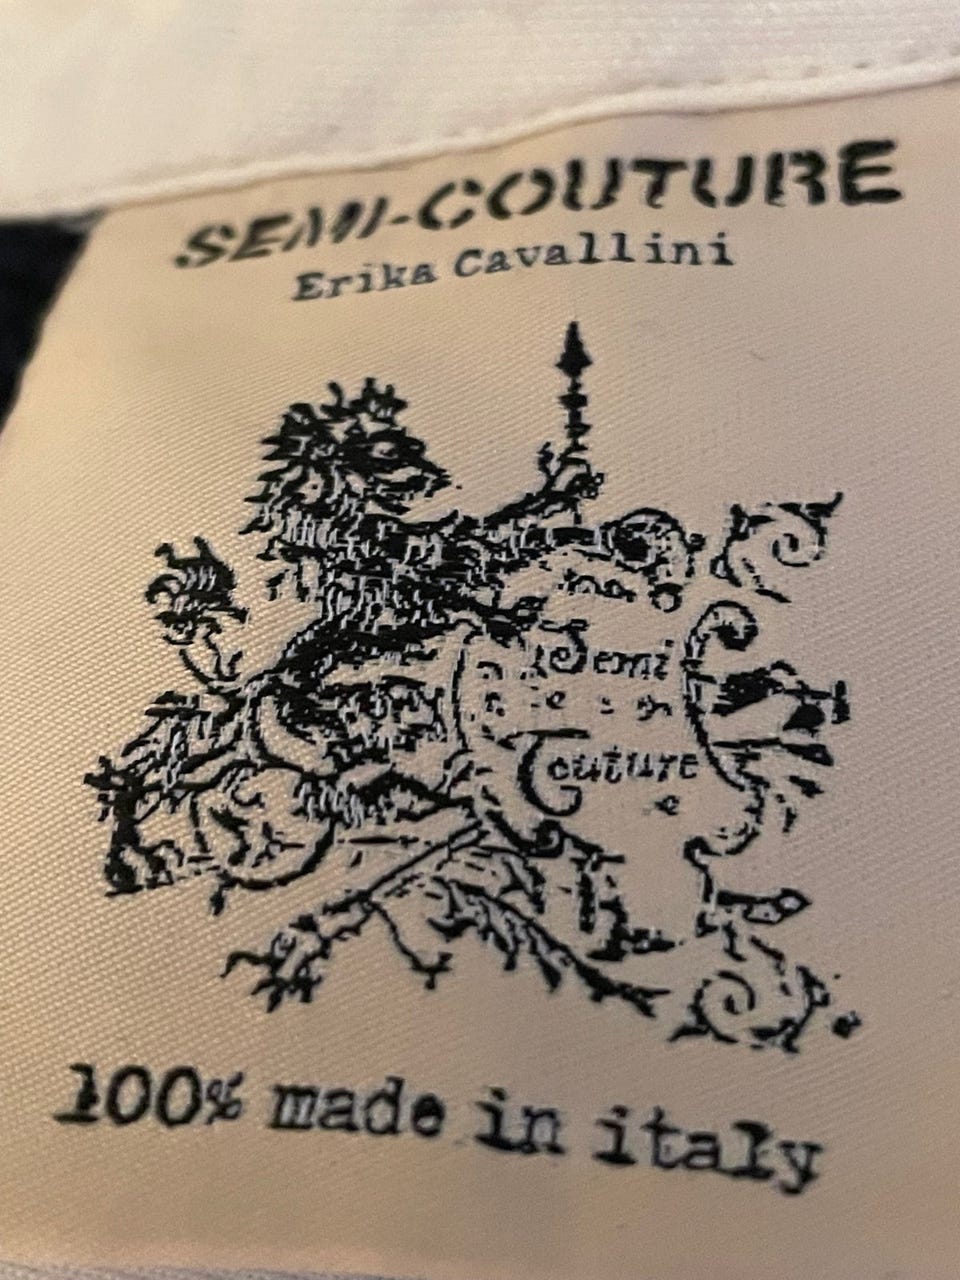 SEMI-COUTURE
Erika Cavallini
Semi
couture
100% made in italy